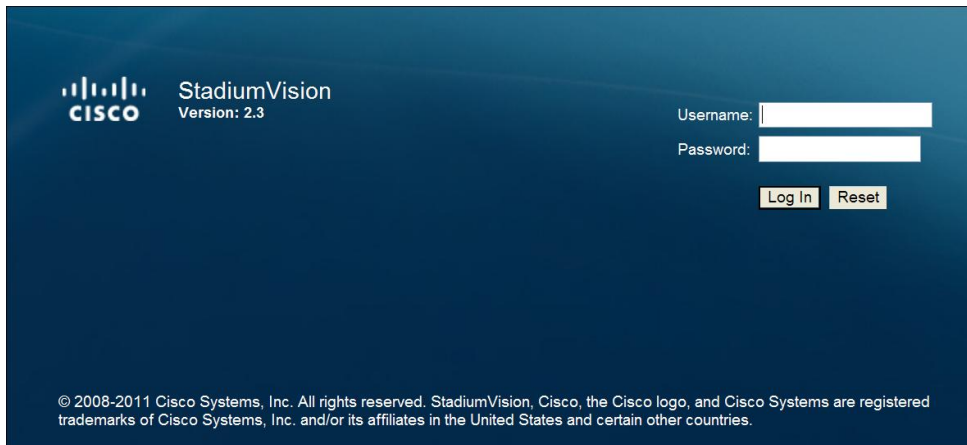 CISCO
StadiumVision
Version: 2.3
Username:
Password:
Log In Reset
© 2008-2011 Cisco Systems, Inc. All rights reserved. StadiumVision, Cisco, the Cisco logo, and Cisco Systems are registered
trademarks of Cisco Systems, Inc. and/or its affiliates in the United States and certain other countries.